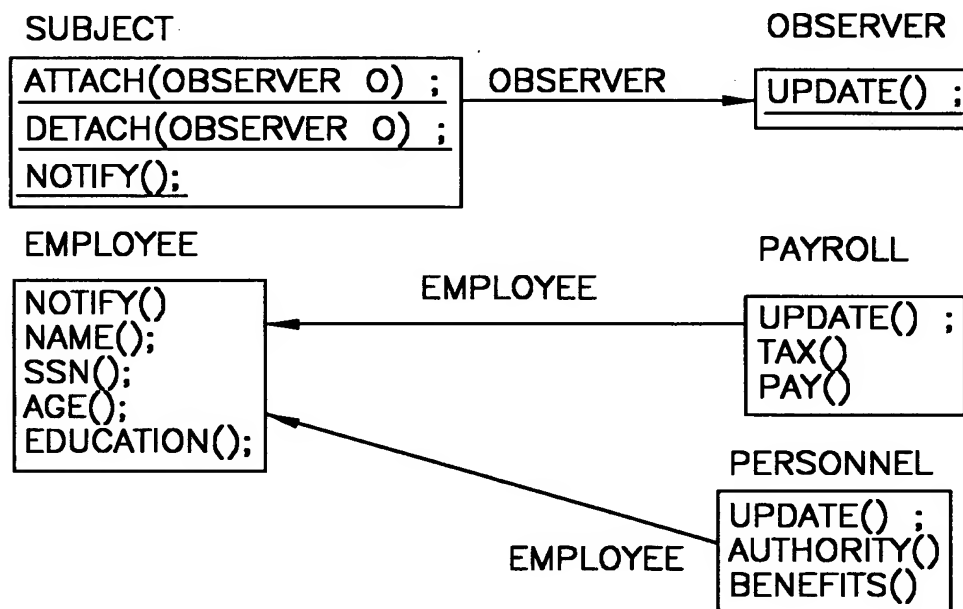 SUBJECT
ATTACH(OBSERVER O) ;
DETACH(OBSERVER O) ;
NOTIFY();
OBSERVER
OBSERVER
UPDATE() ;
EMPLOYEE
NOTIFY()
NAME();
SSN();
AGE();
EDUCATION();
EMPLOYEE
PAYROLL
UPDATE() ;
TAX()
PAY()
EMPLOYEE
PERSONNEL
UPDATE() ;
AUTHORITY()
BENEFITS()